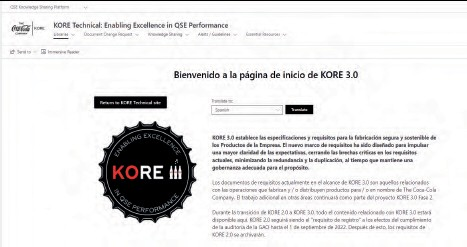 QSE Knowledge Sharing Platform
THE
Coca-Cola
COMPANY
KORE
KORE Technical: Enabling Excellence in QSE Performance
Libraries
Document Change Request
Knowledge Sharing
Audit / Guidelines
Essential Resources
Send to
Immersive Reader
Bienvenido a la página de inicio de KORE 3.0
Return to KORE Technical site
Translate to:
Spanish
Translate
ENABLING EXCELLENCE
KORE
IN QSE PERFORMANCE
KORE 3.0 establece las especificaciones y requisitos para la fabricación segura y sostenible de
los Productos de la Empresa. El nuevo marco de requisitos ha sido diseñado para impulsar
una mayor claridad de las expectativas, cerrando las brechas críticas en los requisitos
actuales, minimizando la redundancia y la duplicación, al tiempo que mantiene una
gobernanza adecuada para el propósito.
Los documentos de requisitos actualmente en el alcance de KORE 3.0 son aquellos relacionados
con las operaciones que fabrican y / o distribuyen productos para / o en nombre de The Coca-Cola
Company. El trabajo adicional en otras áreas continuará como parte del proyecto KORE 3.0 Fase 2.
Durante la transición de KORE 2.0 a KORE 3.0, todo el contenido relacionado con KORE 3.0 estará
disponible aquí. KORE 2.0 seguirá siendo el "requisito de registro" a los efectos del cumplimiento
de la auditoría de la GACI hasta el 1 de septiembre de 2022. Después de esto, los requisitos de
KORE 2.0 se archivarán.